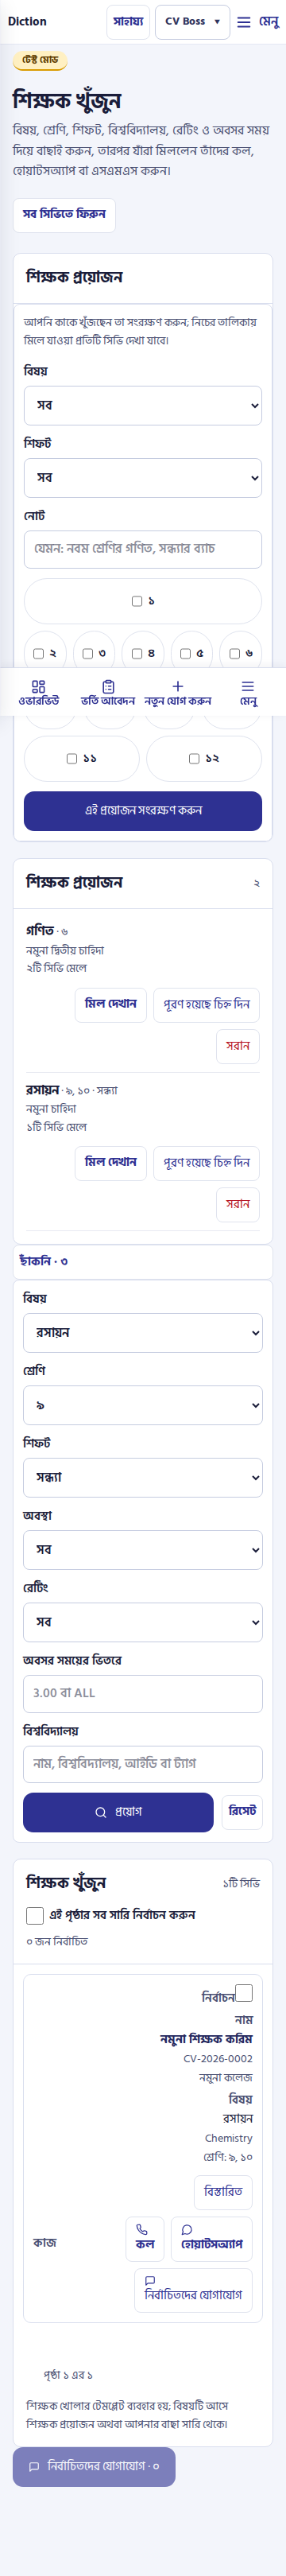 Diction
সাহায্য
CV Boss
মেনু
টেস্ট মোড
শিক্ষক খুঁজুন
বিষয়, শ্রেণি, শিফট, বিশ্ববিদ্যালয়, রেটিং ও অবসর সময়
দিয়ে বাছাই করুন, তারপর যাঁরা মিললেন তাঁদের কল,
হোয়াটসঅ্যাপ বা এসএমএস করুন।
সব সিভিতে ফিরুন
শিক্ষক প্রয়োজন
আপনি কাকে খুঁজছেন তা সংরক্ষণ করুন; নিচের তালিকায়
মিলে যাওয়া প্রতিটি সিভি দেখা যাবে।
বিষয়
সব
শিফট
সব
নোট
যেমন: নবম শ্রেণির গণিত, সন্ধ্যার ব্যাচ
১
২ ৩ ৪ ৫ ৬
ওভারভিউ
ভর্তি আবেদন
নতুন যোগ করুন
মেনু
১১ ১২
এই প্রয়োজন সংরক্ষণ করুন
শিক্ষক প্রয়োজন ২
গণিত · ৬
নমুনা দ্বিতীয় চাহিদা
২টি সিভি মেলে
মিল দেখান
পূরণ হয়েছে চিহ্ন দিন
সরান
রসায়ন · ৯, ১০ · সন্ধ্যা
নমুনা চাহিদা
১টি সিভি মেলে
মিল দেখান
পূরণ হয়েছে চিহ্ন দিন
সরান
ছাঁকনি · ৩
বিষয়
রসায়ন
শ্রেণি
৯
শিফট
সন্ধ্যা
অবস্থা
সব
রেটিং
সব
অবসর সময়ের ভিতরে
3.00 বা ALL
বিশ্ববিদ্যালয়
নাম, বিশ্ববিদ্যালয়, আইডি বা ট্যাগ
প্রয়োগ
রিসেট
শিক্ষক খুঁজুন ১টি সিভি
এই পৃষ্ঠার সব সারি নির্বাচন করুন
০ জন নির্বাচিত
নির্বাচন
নাম
নমুনা শিক্ষক করিম
CV-2026-0002
নমুনা কলেজ
বিষয়
রসায়ন
Chemistry
শ্রেণি: ৯, ১০
বিস্তারিত
কাজ
কল
হোয়াটসঅ্যাপ
নির্বাচিতদের যোগাযোগ
পৃষ্ঠা ১ এর ১
শিক্ষক খোলার টেমপ্লেট ব্যবহার হয়; বিষয়টি আসে
শিক্ষক প্রয়োজন অথবা আপনার বাছা সারি থেকে।
নির্বাচিতদের যোগাযোগ · ০